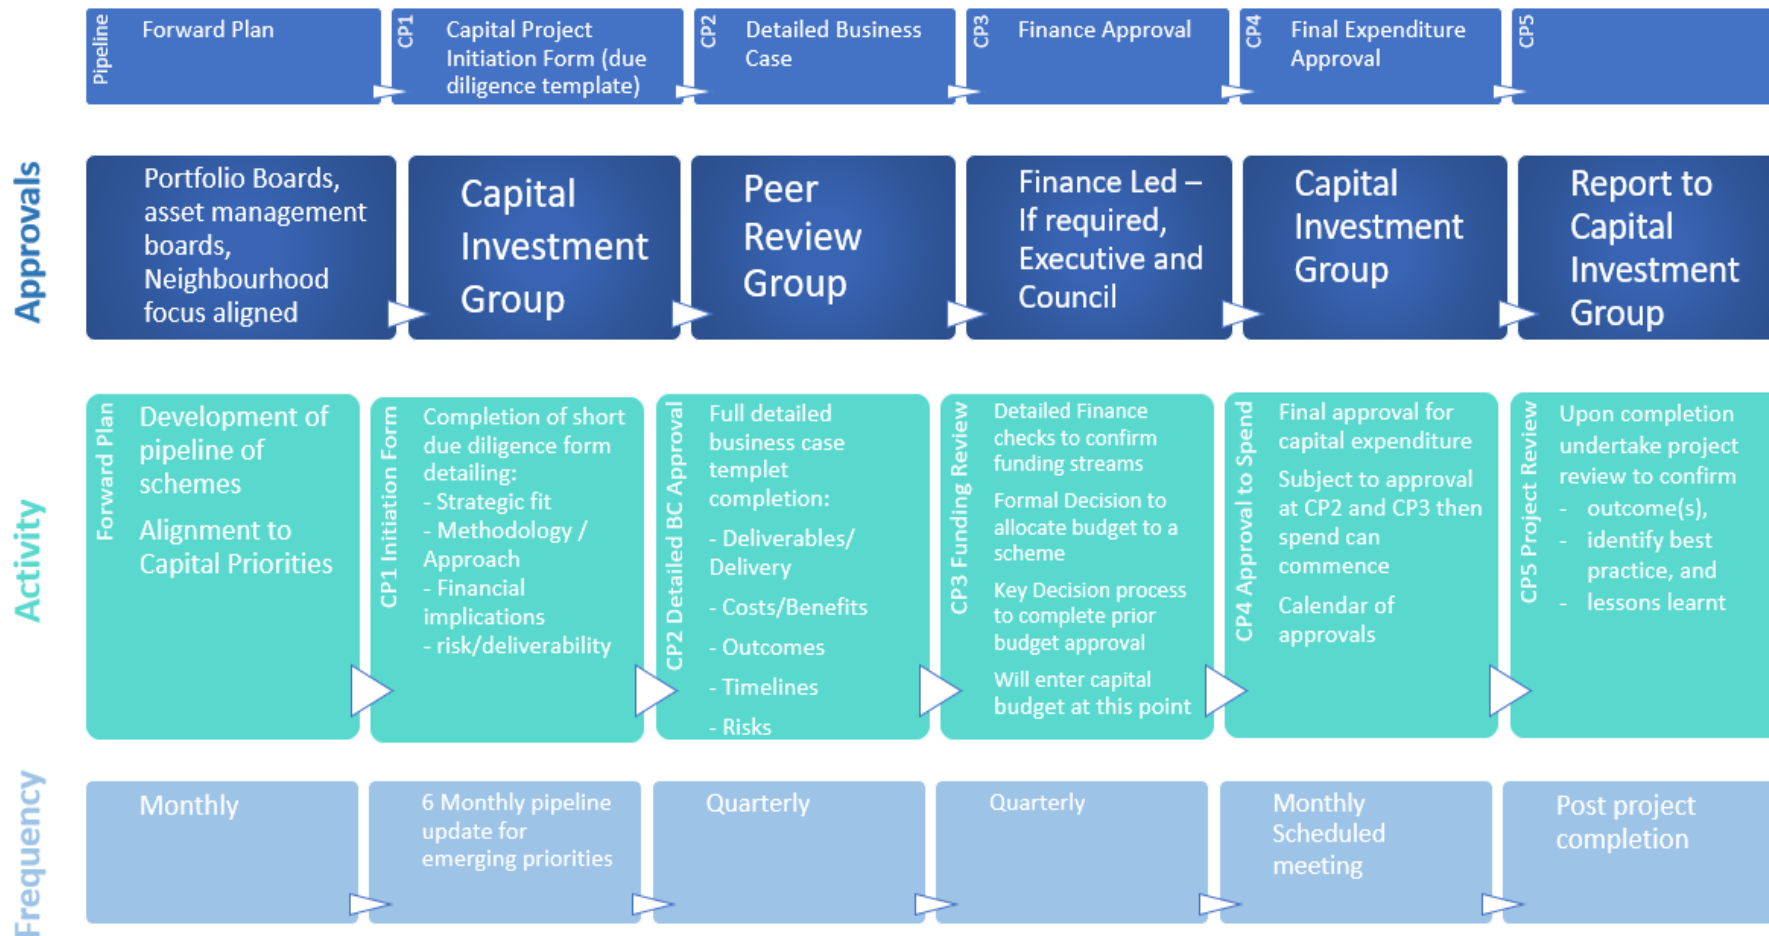 Pipeline
Forward Plan
CP1
Capital Project
Initiation Form (due
diligence template)
CP2
Detailed Business
Case
CP3
Finance Approval
CP4
Final Expenditure
Approval
CP5
Approvals
Portfolio Boards,
asset management
boards,
Neighbourhood
focus aligned
Capital
Investment
Group
Peer
Review
Group
Finance Led –
If required,
Executive and
Council
Capital
Investment
Group
Report to
Capital
Investment
Group
Activity
Forward Plan
Development of
pipeline of
schemes
Alignment to
Capital Priorities
CP1 Initiation Form
Completion of short
due diligence form
detailing:
- Strategic fit
- Methodology /
Approach
- Financial
implications
- risk/deliverability
CP2 Detailed BC Approval
Full detailed
business case
templet
completion:
- Deliverables/
Delivery
- Costs/Benefits
- Outcomes
- Timelines
- Risks
CP3 Funding Review
Detailed Finance
checks to confirm
funding streams
Formal Decision to
allocate budget to a
scheme
Key Decision process
to complete prior
budget approval
Will enter capital
budget at this point
CP4 Approval to Spend
Final approval for
capital expenditure
Subject to approval
at CP2 and CP3 then
spend can
commence
Calendar of
approvals
CP5 Project Review
Upon completion
undertake project
review to confirm
- outcome(s),
- identify best
practice, and
- lessons learnt
Frequency
Monthly
6 Monthly pipeline
update for
emerging priorities
Quarterly
Quarterly
Monthly
Scheduled
meeting
Post project
completion